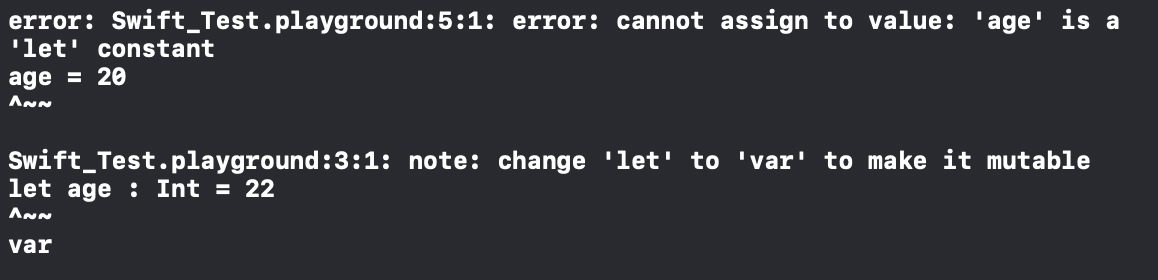 error: Swift_Test.playground:5:1: error: cannot assign to value: 'age' is a
'let' constant
age = 20
^~~
Swift_Test.playground:3:1: note: change 'let' to 'var' to make it mutable
let age : Int = 22
^~~
var